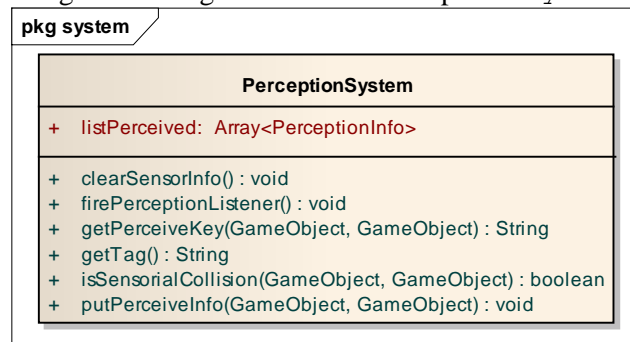 pkg system
PerceptionSystem
+ listPerceived: Array<PerceptionInfo>
+ clearSensorInfo() : void
+ firePerceptionListener() : void
+ getPerceiveKey(GameObject, GameObject) : String
+ getTag() : String
+ isSensorialCollision(GameObject, GameObject) : boolean
+ putPerceiveInfo(GameObject, GameObject) : void